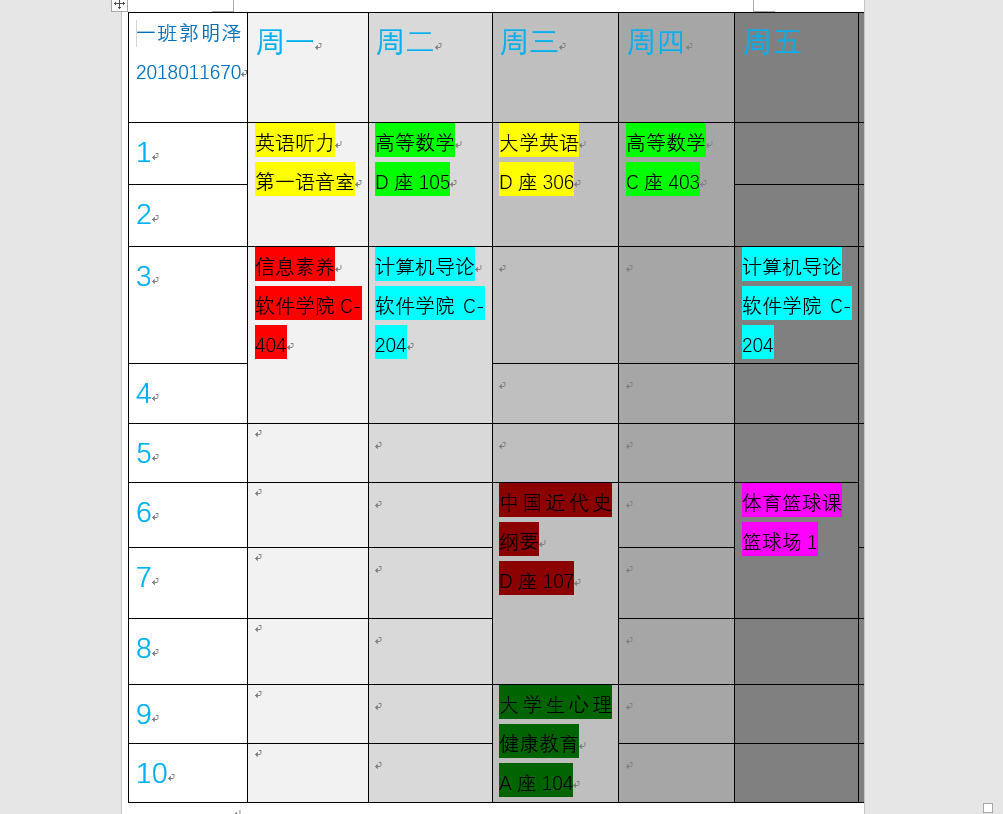 一班郭明泽
2018011670
周一
周二
周三
周四
周五
1
英语听力
第一语音室
高等数学
D 座 105
大学英语
D 座 306
高等数学
C 座 403
2
3
信息素养
软件学院 C-
404
计算机导论
软件学院 C-
204
计算机导论
软件学院 C-
204
4
5
6
中国近代史
纲要
D 座 107
体育篮球课
篮球场 1
7
8
9
大学生心理
健康教育
A 座 104
10